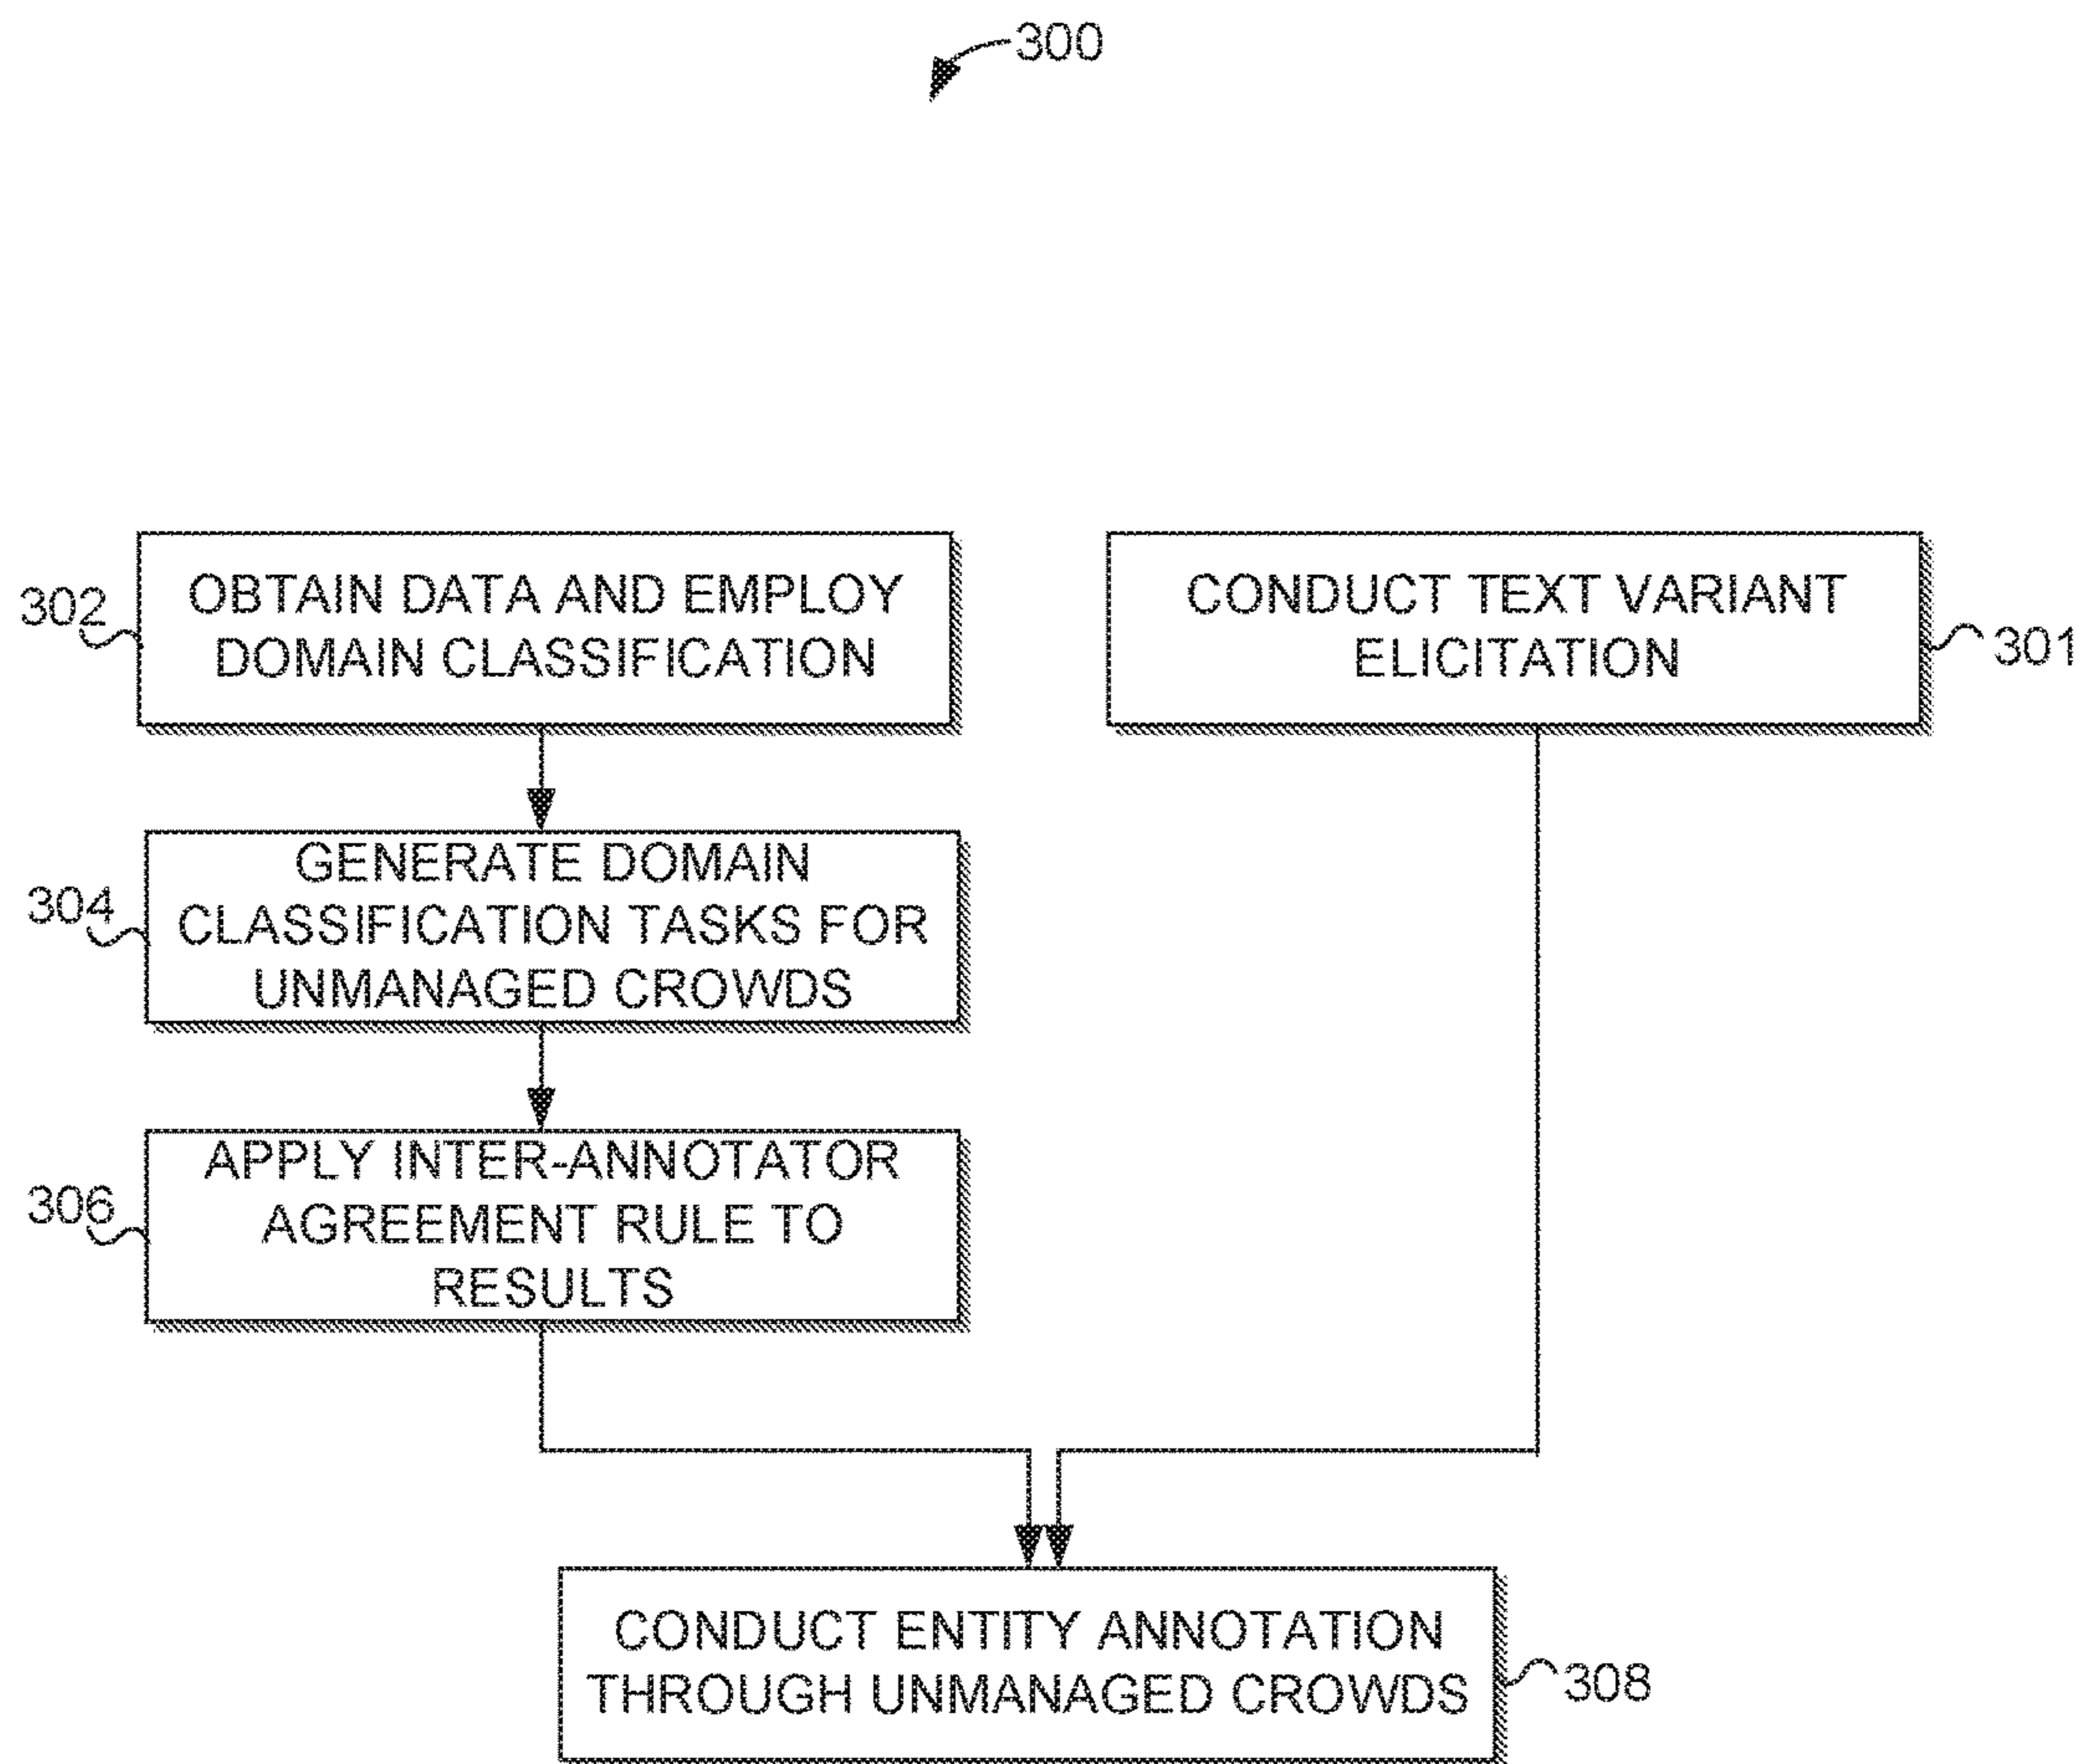 300
302
OBTAIN DATA AND EMPLOY
DOMAIN CLASSIFICATION
CONDUCT TEXT VARIANT
ELICITATION
301
304
GENERATE DOMAIN
CLASSIFICATION TASKS FOR
UNMANAGED CROWDS
306
APPLY INTER-ANNOTATOR
AGREEMENT RULE TO
RESULTS
CONDUCT ENTITY ANNOTATION
THROUGH UNMANAGED CROWDS
308